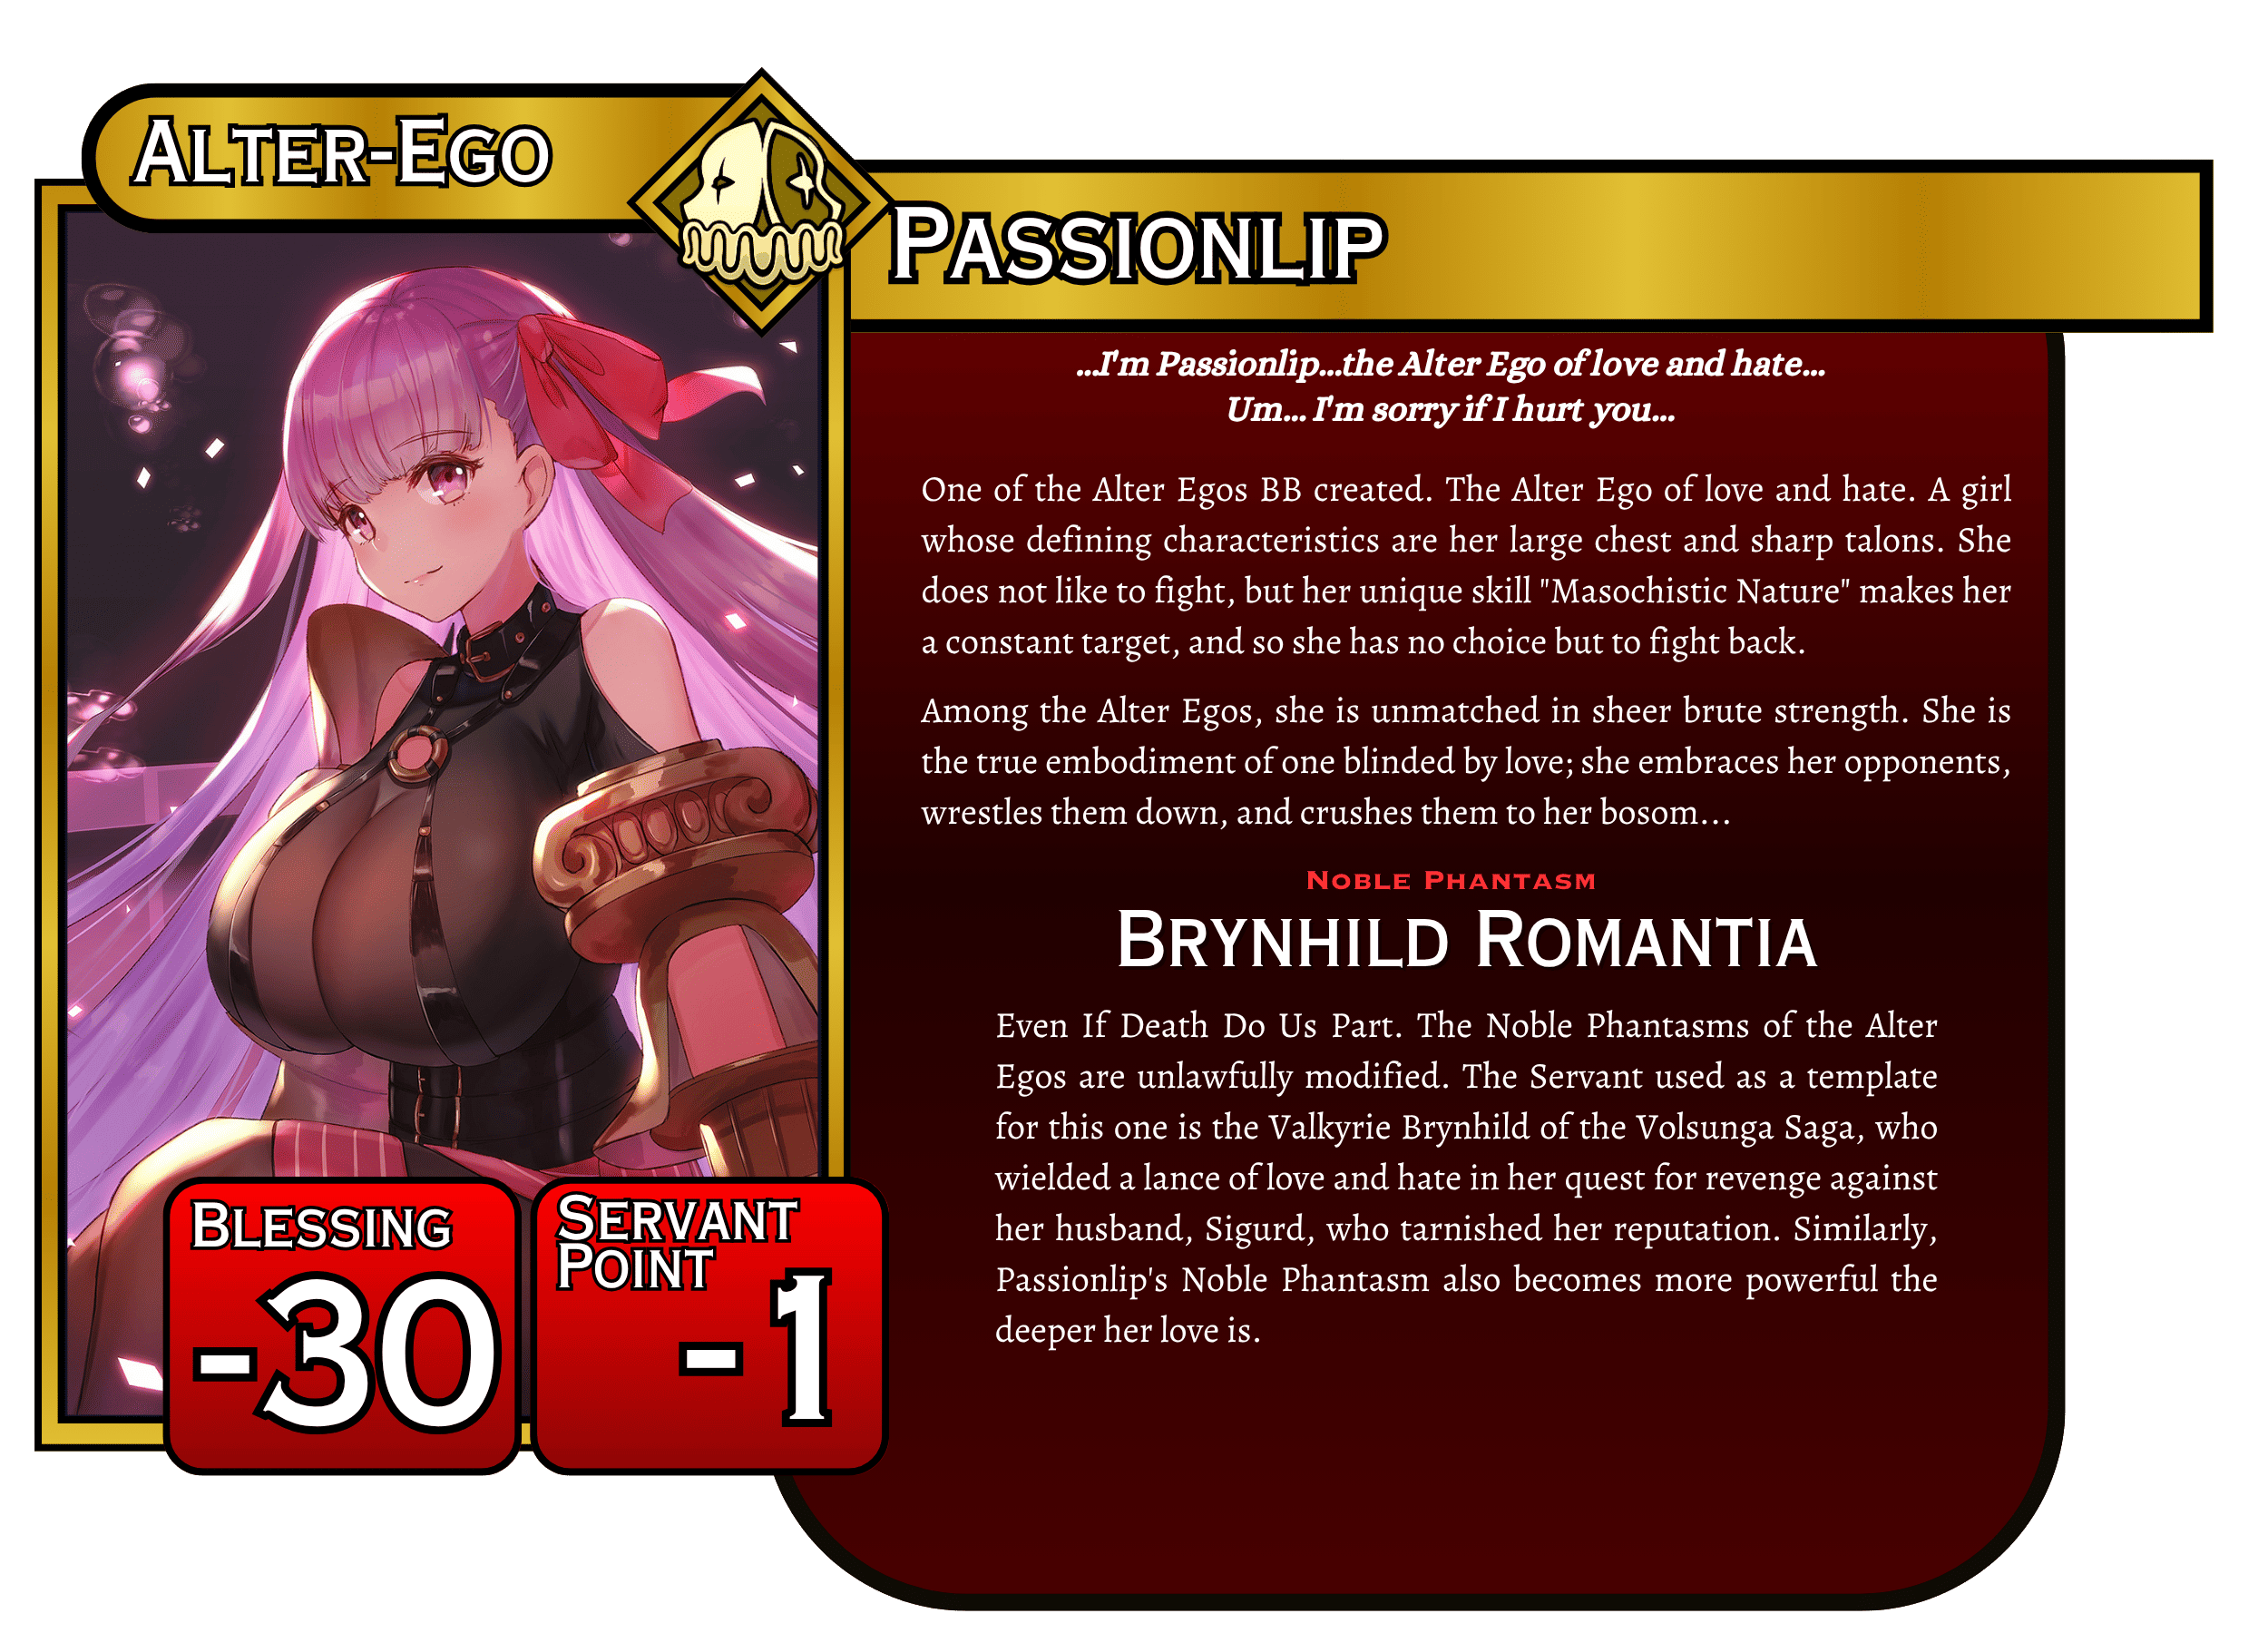 Alter-Ego
Passionlip
...I'm Passionlip...the Alter Ego of love and hate...
Um... I'm sorry if I hurt you...
One of the Alter Egos BB created. The Alter Ego of love and hate. A girl
whose defining characteristics are her large chest and sharp talons. She
does not like to fight, but her unique skill "Masochistic Nature" makes her
a constant target, and so she has no choice but to fight back.
Among the Alter Egos, she is unmatched in sheer brute strength. She is
the true embodiment of one blinded by love; she embraces her opponents,
wrestles them down, and crushes them to her bosom...
Noble Phantasm
Brynhild Romantia
Even If Death Do Us Part. The Noble Phantasms of the Alter
Egos are unlawfully modified. The Servant used as a template
for this one is the Valkyrie Brynhild of the Volsunga Saga, who
wielded a lance of love and hate in her quest for revenge against
her husband, Sigurd, who tarnished her reputation. Similarly,
Passionlip's Noble Phantasm also becomes more powerful the
deeper her love is.
Blessing
-30
Servant
Point
-1